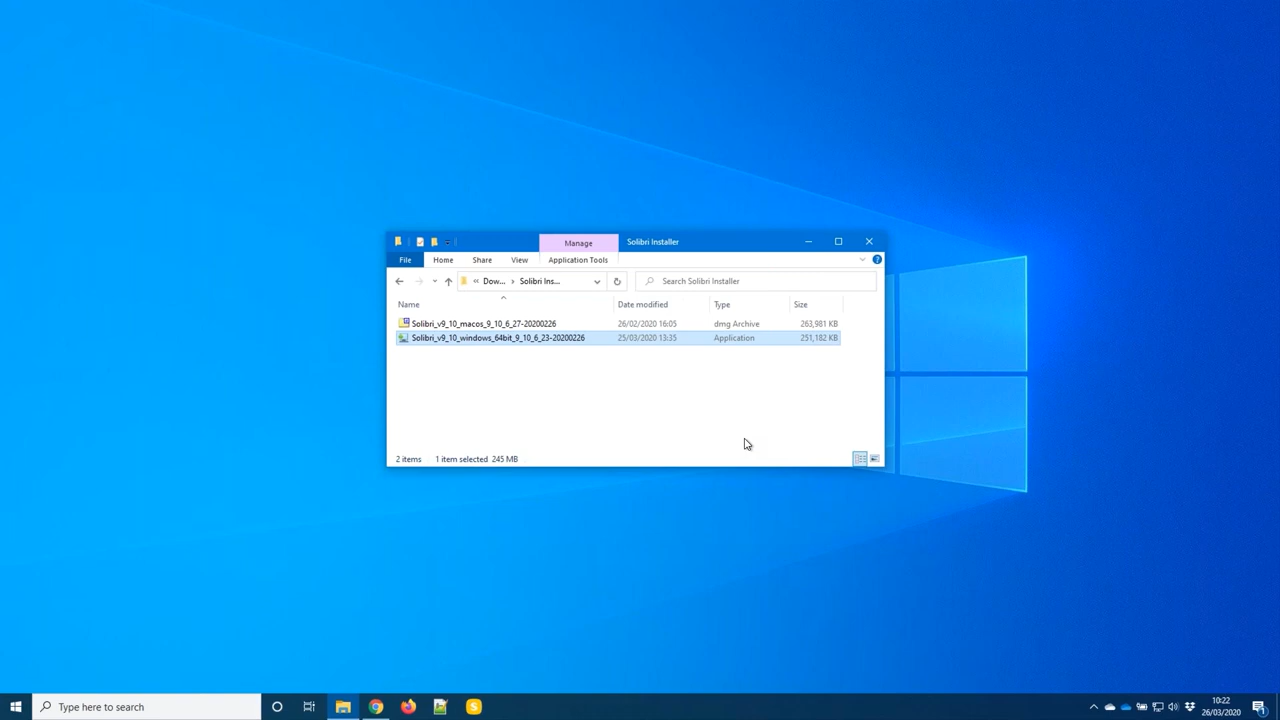 Manage
Solibri Installer
File
Home
Share
View
Application Tools
Dow...
Solibri Ins...
Search Solibri Installer
Name
Date modified
Type
Size
Solibri_v9_10_macos_9_10_6_27-20200226
26/02/2020 16:05
dmg Archive
263,981 KB
Solibri_v9_10_windows_64bit_9_10_6_23-20200226
25/03/2020 13:35
Application
251,182 KB
2 items
1 item selected 245 MB
Type here to search
S
10:22
26/03/2020
1